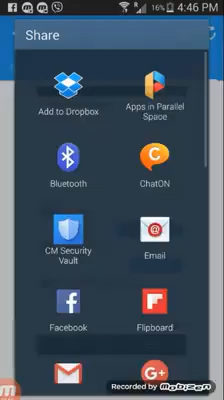 16% 4:46 PM
Share
Add to Dropbox
Apps in Parallel
Space
Bluetooth
ChatON
CM Security
Vault
Email
Facebook
Flipboard
Recorded by Mobizen